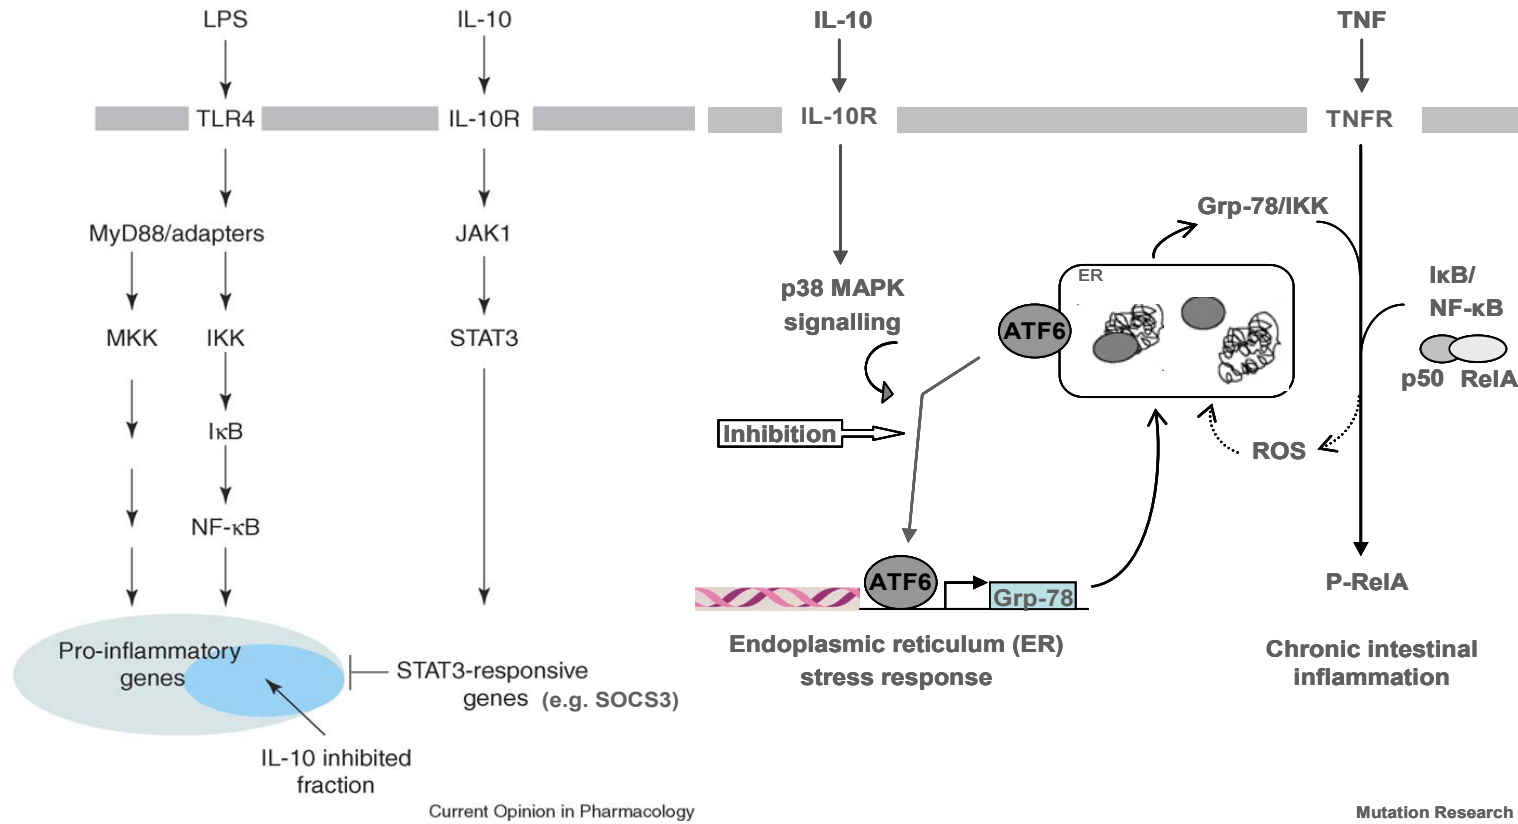 LPS
IL-10
TLR4
IL-10R
MyD88/adapters
JAK1
MKK
IKK
STAT3
IκB
NF-κB
Pro-inflammatory
genes
STAT3-responsive
genes (e.g. SOCS3)
IL-10 inhibited
fraction
Current Opinion in Pharmacology
IL-10
TNF
IL-10R
TNFR
Grp-78/IKK
p38 MAPK
signalling
ER
ATF6
IκB/
NF-κB
p50 RelA
Inhibition
ROS
ATF6
Grp-78
P-RelA
Endoplasmic reticulum (ER)
stress response
Chronic intestinal
inflammation
Mutation Research